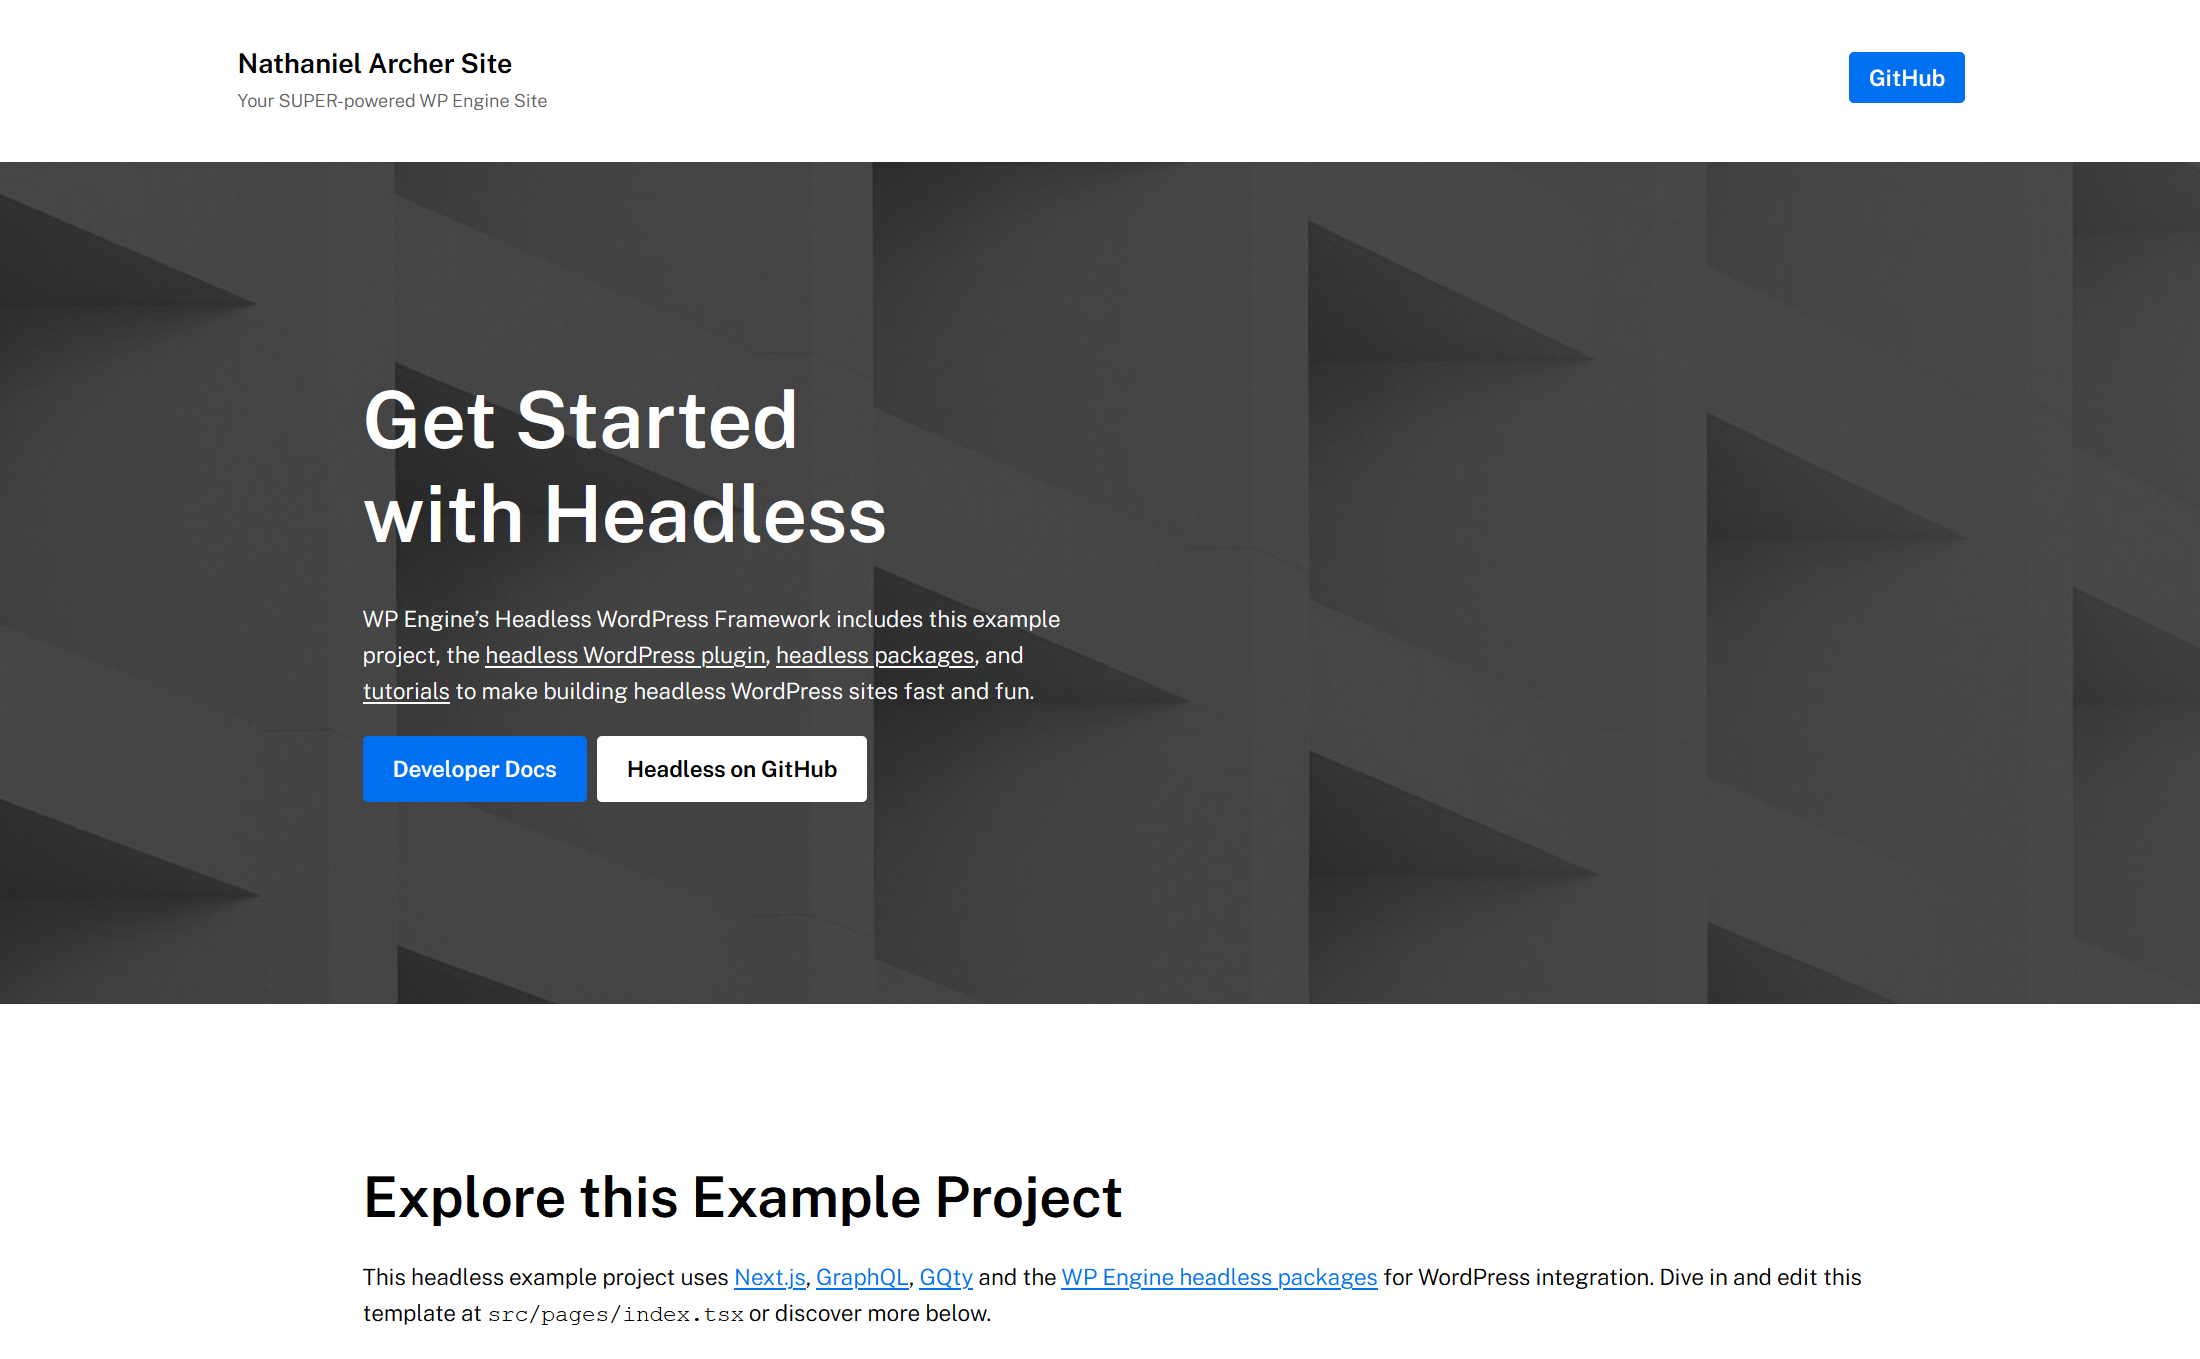 Nathaniel Archer Site
Your SUPER-powered WP Engine Site
GitHub
Get Started
with Headless
WP Engine’s Headless WordPress Framework includes this example
project, the headless WordPress plugin, headless packages, and
tutorials to make building headless WordPress sites fast and fun.
Developer Docs
Headless on GitHub
Explore this Example Project
This headless example project uses Next.js, GraphQL, GQty and the WP Engine headless packages for WordPress integration. Dive in and edit this
template at src/pages/index.tsx or discover more below.